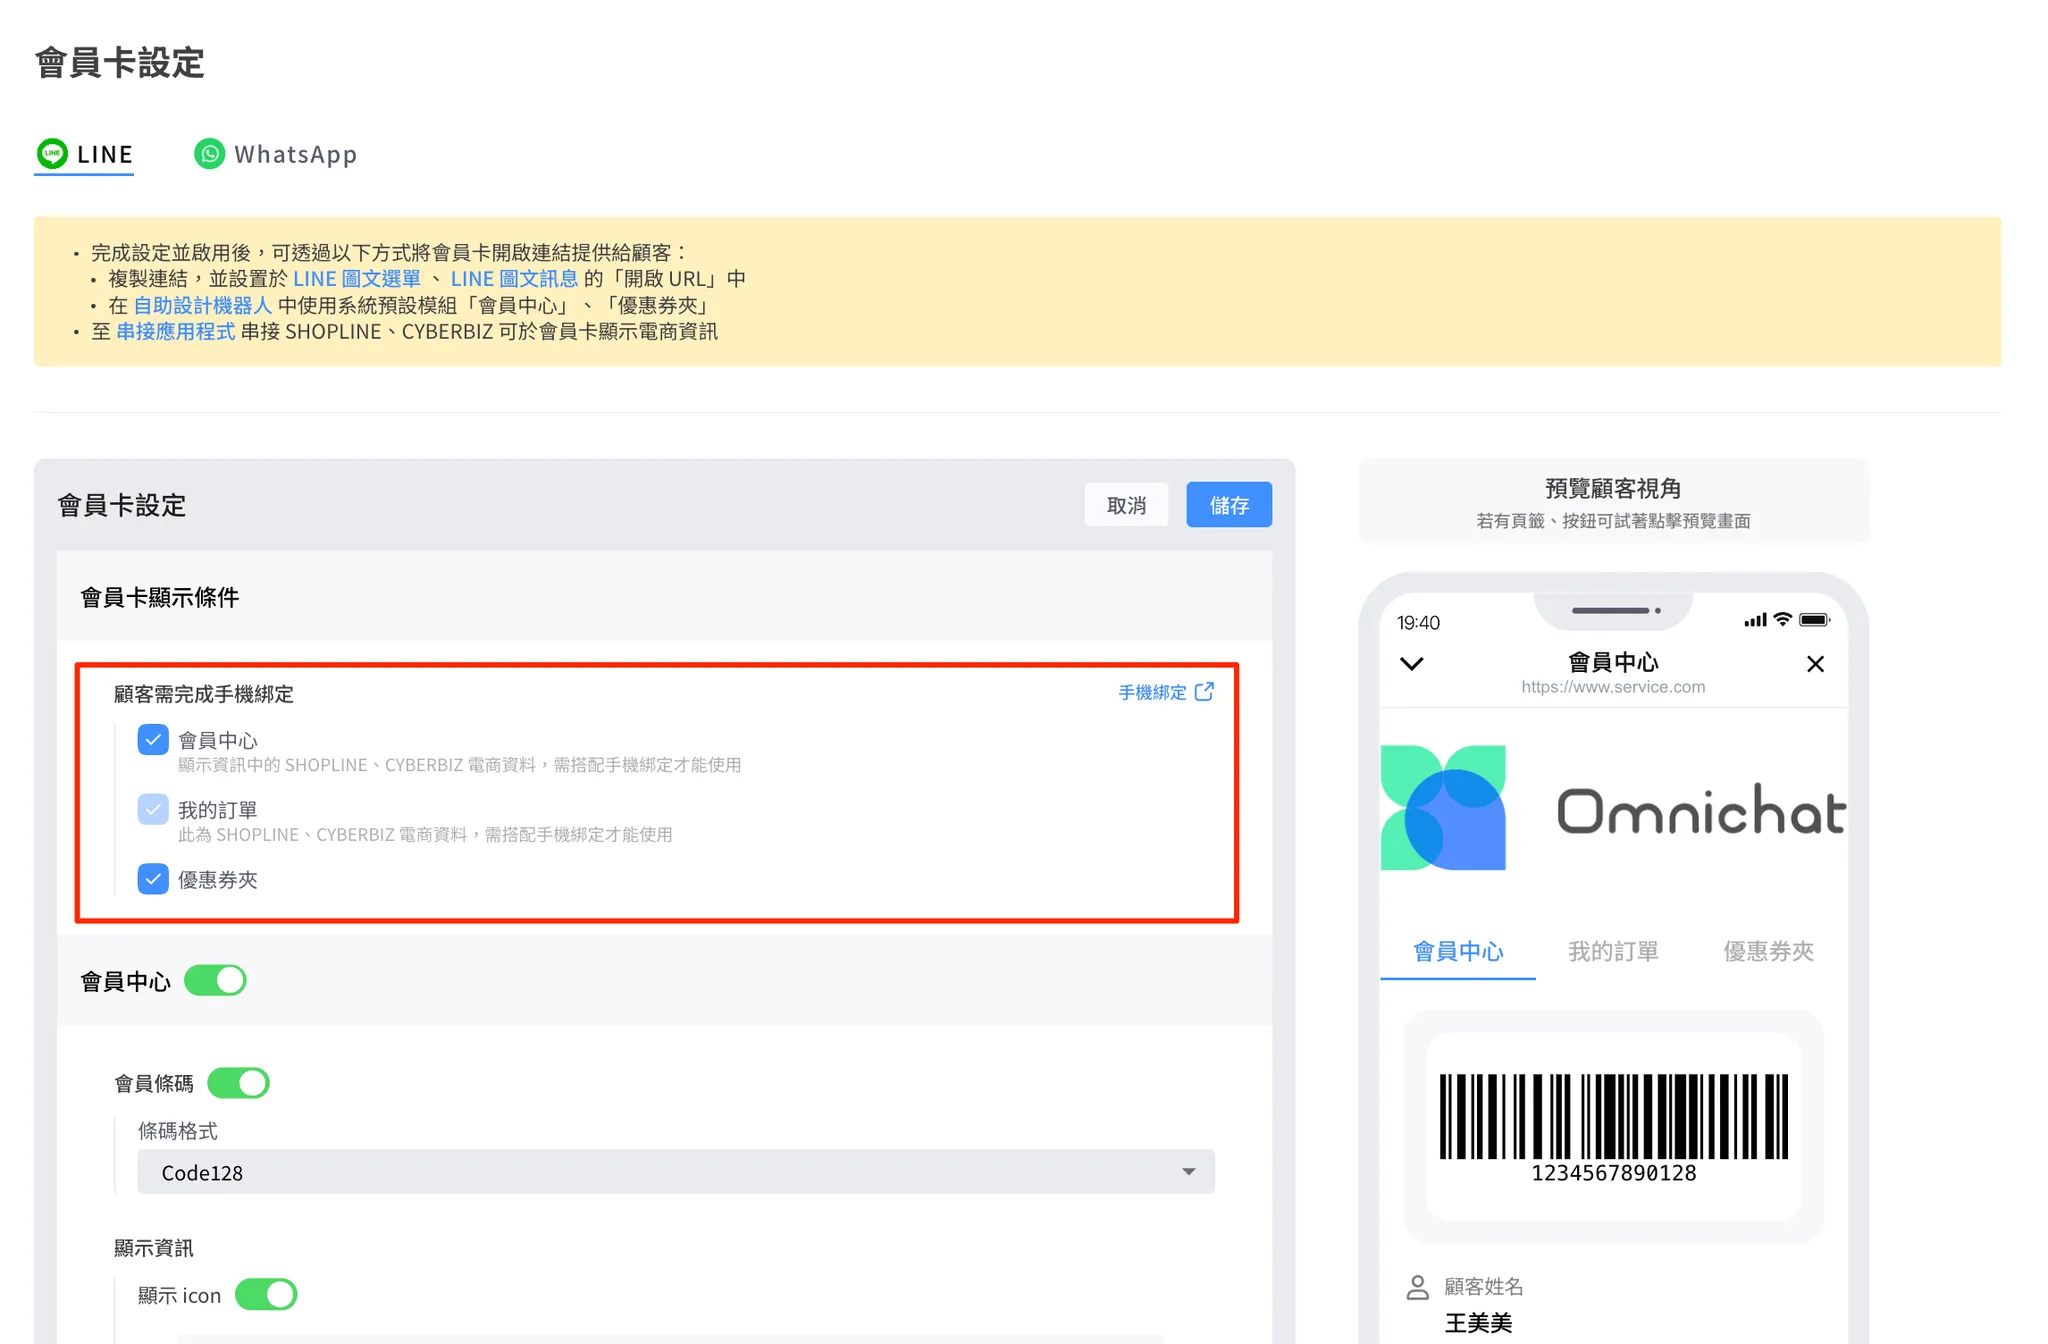 會員卡設定
LINE
WhatsApp
• 完成設定並啟用後，可透過以下方式將會員卡開啟連結提供給顧客：
• 複製連結，並設置於 LINE 圖文選單 、 LINE 圖文訊息 的「開啟 URL」中
• 在 自助設計機器人 中使用系統預設模組「會員中心」、「優惠券夾」
• 至 串接應用程式 串接 SHOPLINE、CYBERBIZ 可於會員卡顯示電商資訊
會員卡設定
取消
儲存
會員卡顯示條件
顧客需完成手機綁定
手機綁定
會員中心
顯示資訊中的 SHOPLINE、CYBERBIZ 電商資料，需搭配手機綁定才能使用
我的訂單
此為 SHOPLINE、CYBERBIZ 電商資料，需搭配手機綁定才能使用
優惠券夾
會員中心
會員條碼
條碼格式
Code128
顯示資訊
顯示 icon
預覽顧客視角
若有頁籤、按鈕可試著點擊預覽畫面
19:40
會員中心
https://www.service.com
Omnichat
會員中心
我的訂單
優惠券夾
1234567890128
顧客姓名
王美美